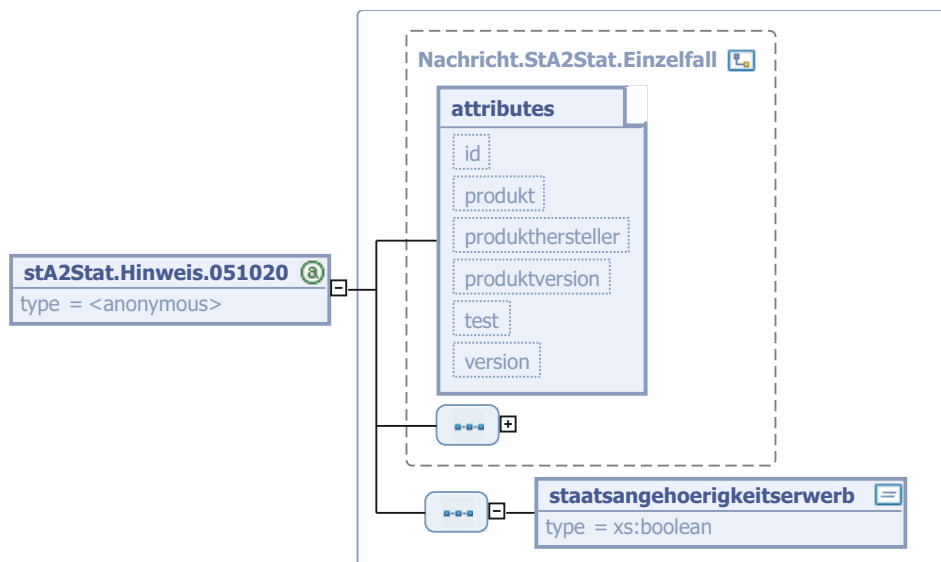 Nachricht.StA2Stat.Einzelfall
attributes
id
produkt
produkthersteller
produktversion
test
version
stA2Stat.Hinweis.051020
type = <anonymous>
staatsangehoerigkeitserwerb
type = xs:boolean